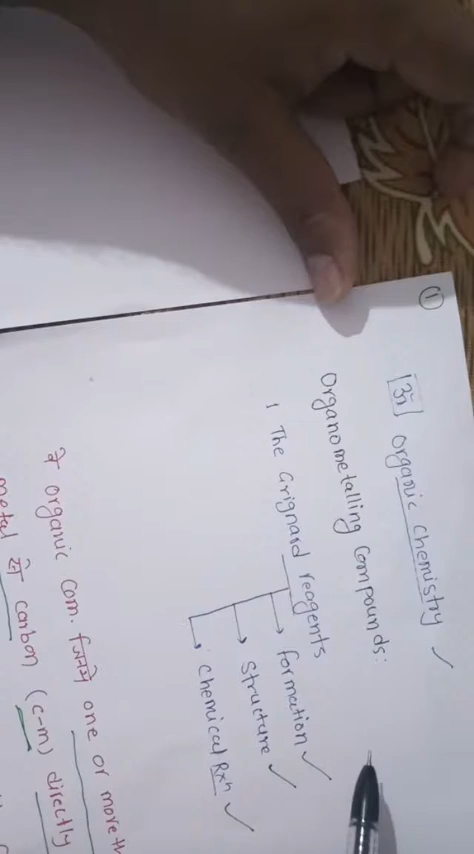 ①
[ॐ] Organic chemistry ✓
Organometalling Compounds:
1 The Grignard reagents
→ formation ✓
→ Structure ✓
→ Chemical Rxn ✓
वे organic com. जिनमे one or more th
metal से carbon (c-m) directly